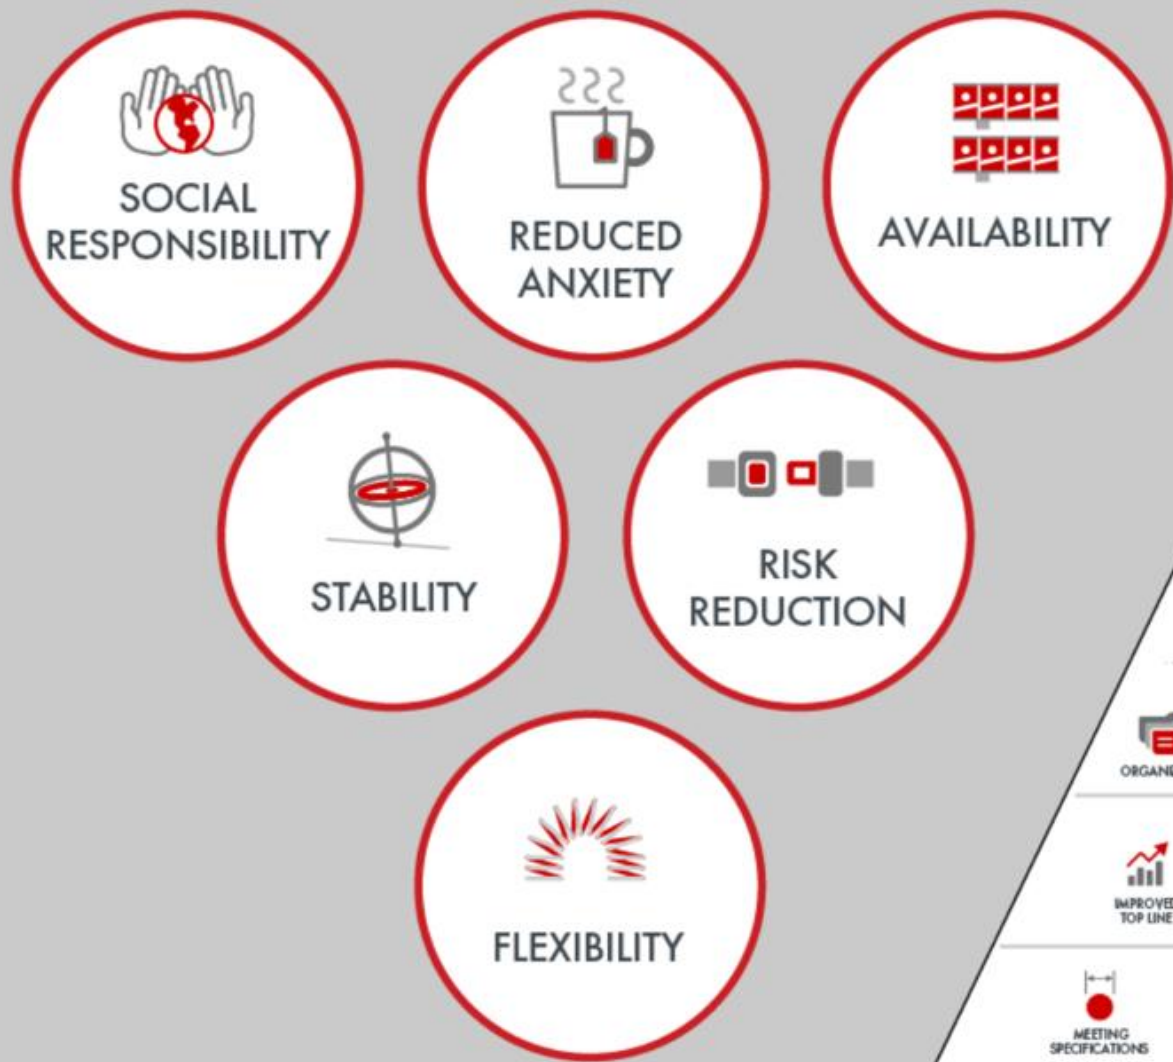 SOCIAL
RESPONSIBILITY
REDUCED
ANXIETY
AVAILABILITY
STABILITY
RISK
REDUCTION
FLEXIBILITY
IMPROVED
TOP LINE
MEETING
SPECIFICATIONS